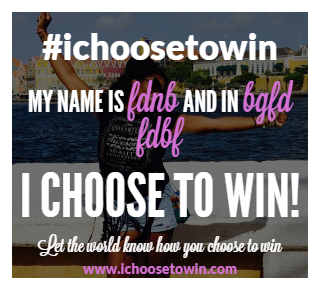 #ichoosetowin
MY NAME IS fdnb AND IN bgfd
fdbf
I CHOOSE TO WIN!
Let the world know how you choose to win
www.Ichoosetowin.com